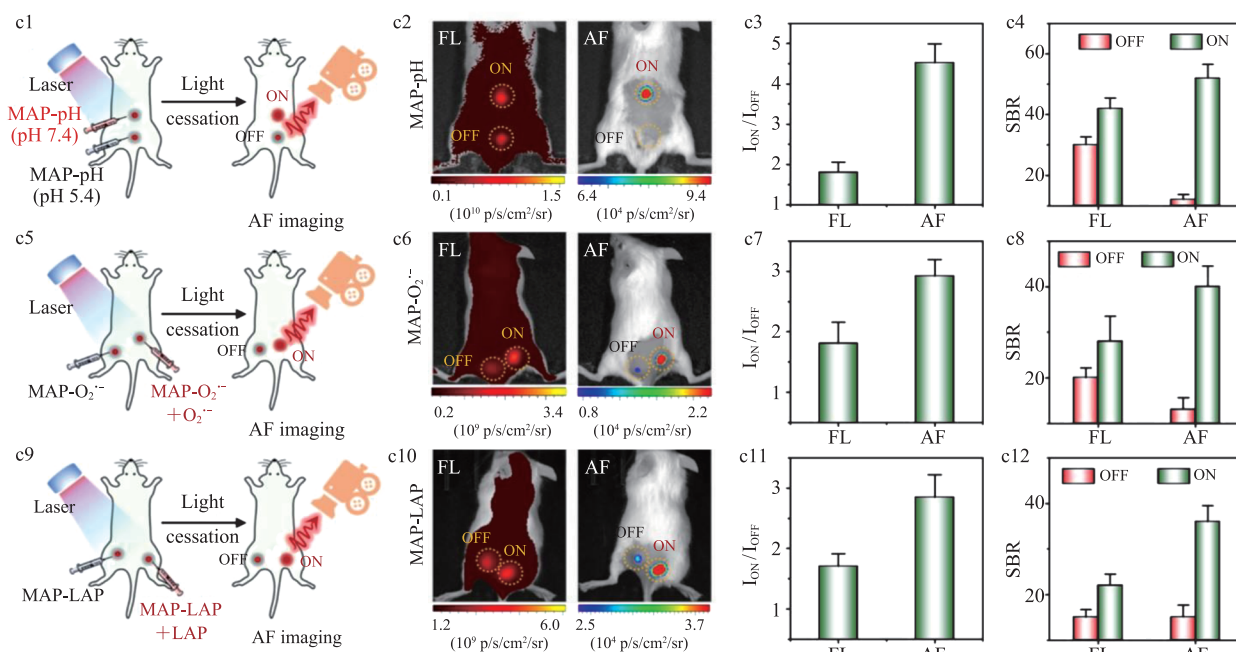 c1
Laser
Light
cessation
MAP-pH
(pH 7.4)
MAP-pH
(pH 5.4)
ON
OFF
AF imaging
c2
MAP-pH
FL
ON
OFF
0.1 1.5
(10¹⁰ p/s/cm²/sr)
AF
ON
OFF
6.4 9.4
(10⁴ p/s/cm²/sr)
c3
I_ON / I_OFF
5
4
3
2
1
FL AF
c4
OFF ON
SBR
60
40
20
FL AF
c5
Laser
Light
cessation
MAP-O₂˙⁻
MAP-O₂˙⁻
+O₂˙⁻
OFF
ON
AF imaging
c6
MAP-O₂˙⁻
FL
ON
OFF
0.2 3.4
(10⁹ p/s/cm²/sr)
AF
OFF ON
0.8 2.2
(10⁴ p/s/cm²/sr)
c7
I_ON / I_OFF
3
2
1
FL AF
c8
OFF ON
SBR
40
20
FL AF
c9
Laser
Light
cessation
MAP-LAP
MAP-LAP
+LAP
OFF
ON
AF imaging
c10
MAP-LAP
FL
OFF
ON
1.2 6.0
(10⁹ p/s/cm²/sr)
AF
OFF
ON
2.5 3.7
(10⁴ p/s/cm²/sr)
c11
I_ON / I_OFF
3
2
1
FL AF
c12
OFF ON
SBR
40
20
FL AF